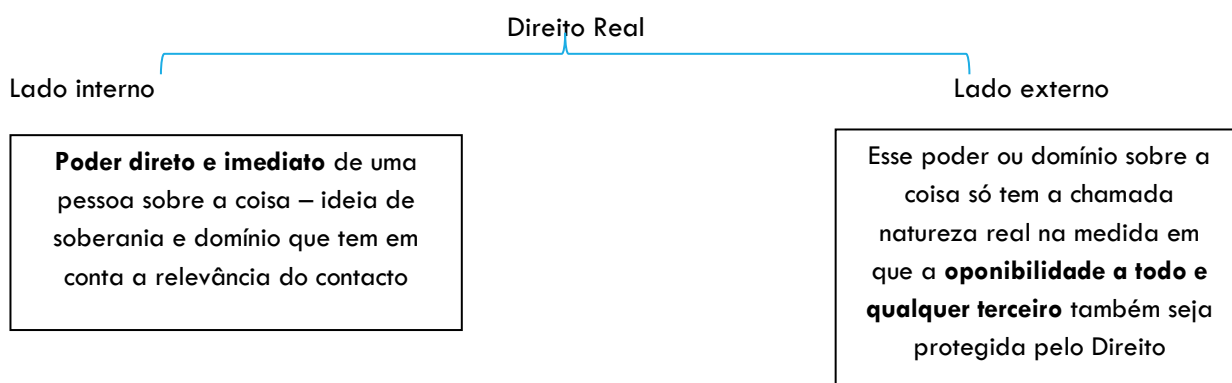 Direito Real
Lado interno
Lado externo
Poder direto e imediato de uma
pessoa sobre a coisa – ideia de
soberania e domínio que tem em
conta a relevância do contacto
Esse poder ou domínio sobre a
coisa só tem a chamada
natureza real na medida em
que a oponibilidade a todo e
qualquer terceiro também seja
protegida pelo Direito